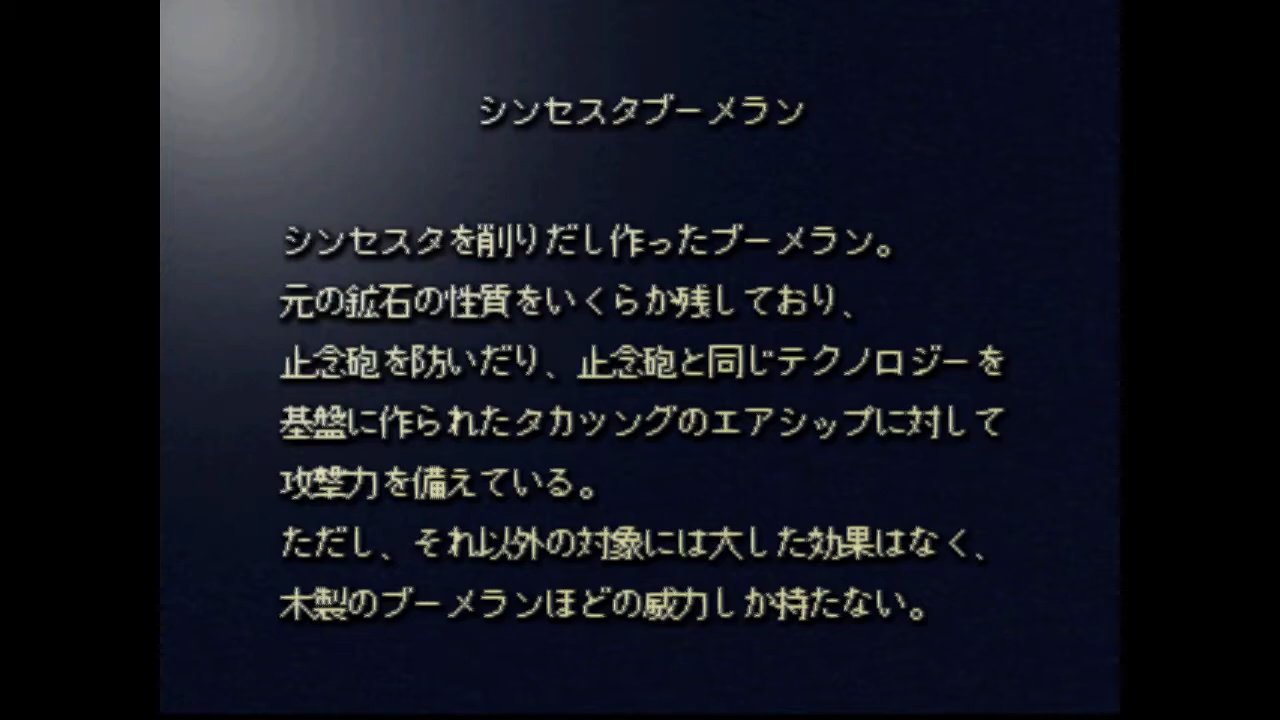 シンセスタブーメラン
シンセスタを削りだし作ったブーメラン。
元の鉱石の性質をいくらか残しており、
止念砲を防いだり、止念砲と同じテクノロジーを
基盤に作られたタカツングのエアシップに対して
攻撃力を備えている。
ただし、それ以外の対象には大した効果はなく、
木製のブーメランほどの威力しか持たない。